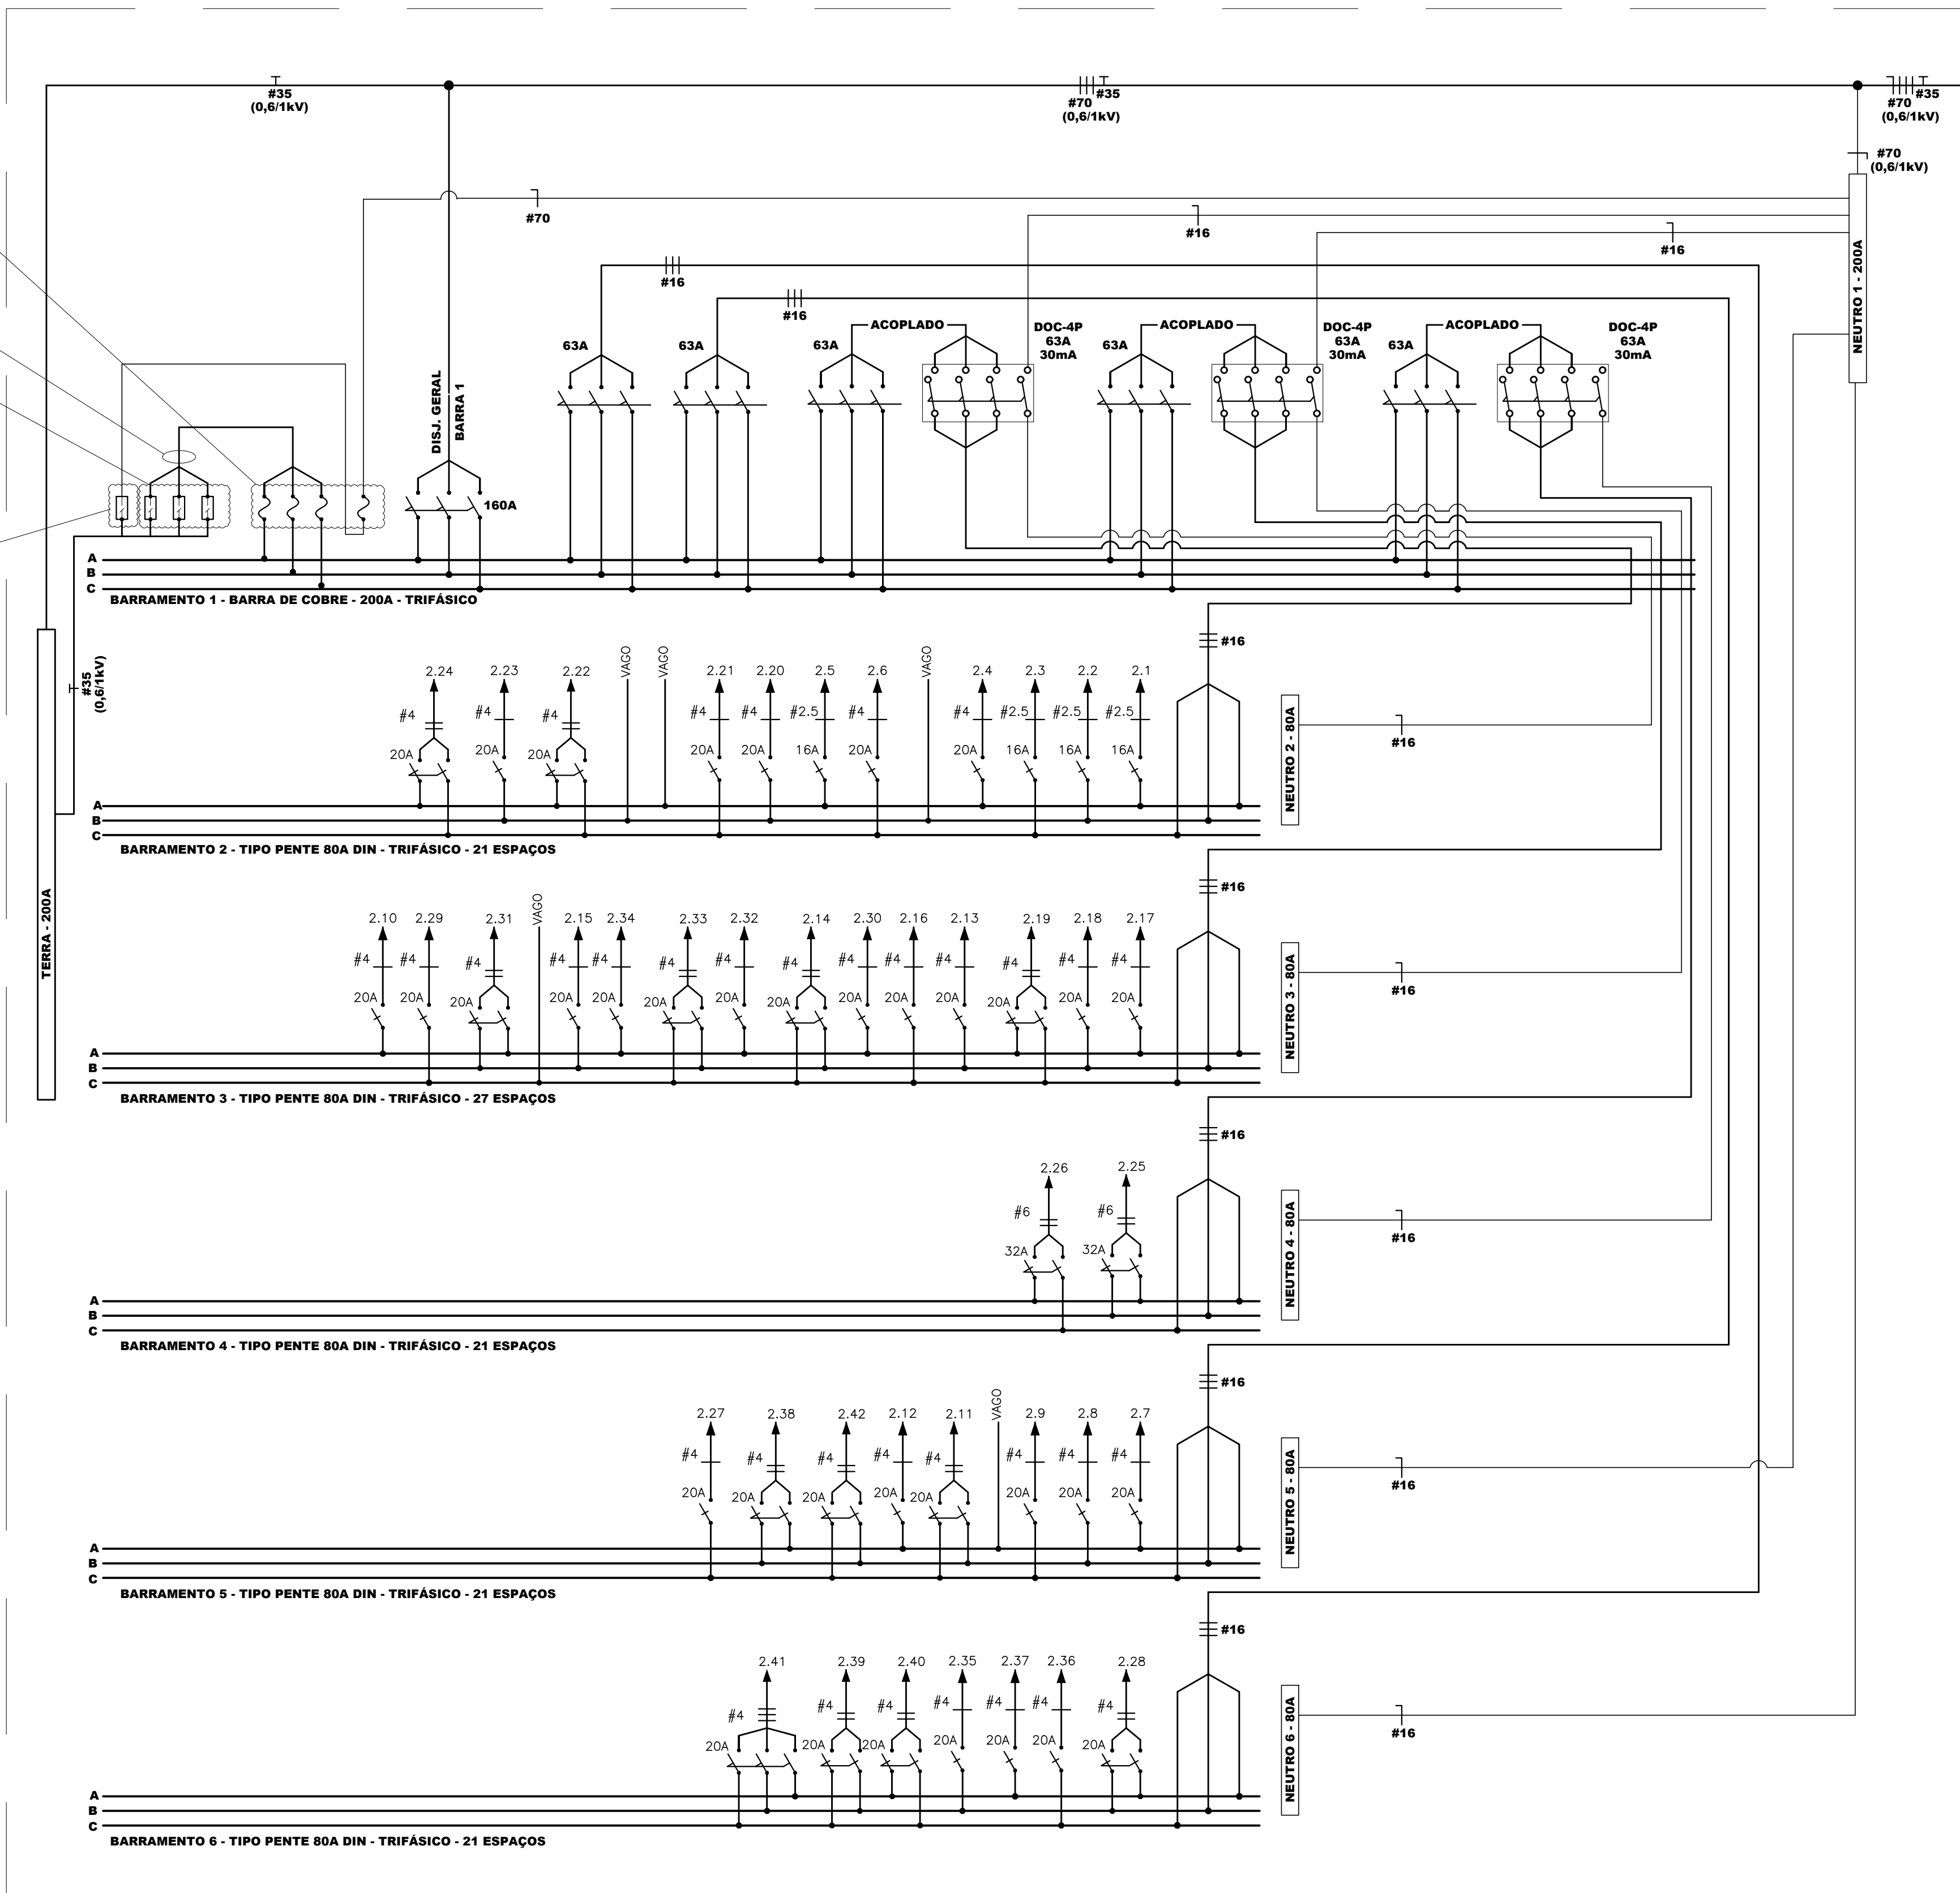 #35
(0,6/1kV)
#70
#35
(0,6/1kV)
#70
#35
(0,6/1kV)
#70
(0,6/1kV)
NEUTRO 1 - 200A
#70
#16
#16
#16
#16
DISJ. GERAL
BARRA 1
160A
63A
63A
63A
ACOPLADO
DOC-4P
63A
30mA
63A
ACOPLADO
DOC-4P
63A
30mA
63A
ACOPLADO
DOC-4P
63A
30mA
A
B
C
BARRAMENTO 1 - BARRA DE COBRE - 200A - TRIFÁSICO
TERRA - 200A
#35
(0,6/1kV)
2.24 2.23 2.22 VAGO VAGO 2.21 2.20 2.5 2.6 VAGO 2.4 2.3 2.2 2.1
#4 #4 #4 #4 #4 #2.5 #4 #4 #2.5 #2.5 #2.5
20A 20A 20A 20A 20A 16A 20A 20A 16A 16A 16A
#16
NEUTRO 2 - 80A
#16
A
B
C
BARRAMENTO 2 - TIPO PENTE 80A DIN - TRIFÁSICO - 21 ESPAÇOS
2.10 2.29 2.31 VAGO 2.15 2.34 2.33 2.32 2.14 2.30 2.16 2.13 2.19 2.18 2.17
#4 #4 #4 #4 #4 #4 #4 #4 #4 #4 #4 #4 #4 #4
20A 20A 20A 20A 20A 20A 20A 20A 20A 20A 20A 20A 20A 20A
#16
NEUTRO 3 - 80A
#16
A
B
C
BARRAMENTO 3 - TIPO PENTE 80A DIN - TRIFÁSICO - 27 ESPAÇOS
2.26 2.25
#6 #6
32A 32A
#16
NEUTRO 4 - 80A
#16
A
B
C
BARRAMENTO 4 - TIPO PENTE 80A DIN - TRIFÁSICO - 21 ESPAÇOS
2.27 2.38 2.42 2.12 2.11 VAGO 2.9 2.8 2.7
#4 #4 #4 #4 #4 #4 #4 #4
20A 20A 20A 20A 20A 20A 20A 20A
#16
NEUTRO 5 - 80A
#16
A
B
C
BARRAMENTO 5 - TIPO PENTE 80A DIN - TRIFÁSICO - 21 ESPAÇOS
2.41 2.39 2.40 2.35 2.37 2.36 2.28
#4 #4 #4 #4 #4 #4 #4
20A 20A 20A 20A 20A 20A 20A
#16
NEUTRO 6 - 80A
#16
A
B
C
BARRAMENTO 6 - TIPO PENTE 80A DIN - TRIFÁSICO - 21 ESPAÇOS